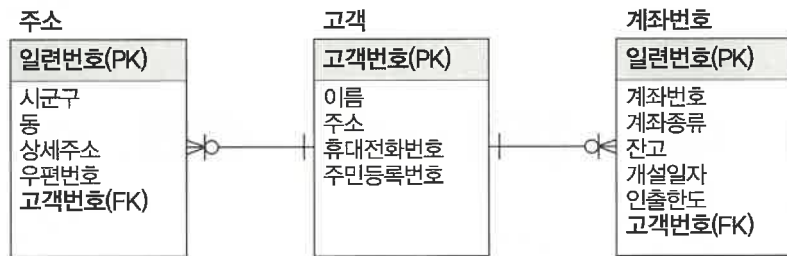 주소
일련번호(PK)
시군구
동
상세주소
우편번호
고객번호(FK)
고객
고객번호(PK)
이름
주소
휴대전화번호
주민등록번호
계좌번호
일련번호(PK)
계좌번호
계좌종류
잔고
개설일자
인출한도
고객번호(FK)